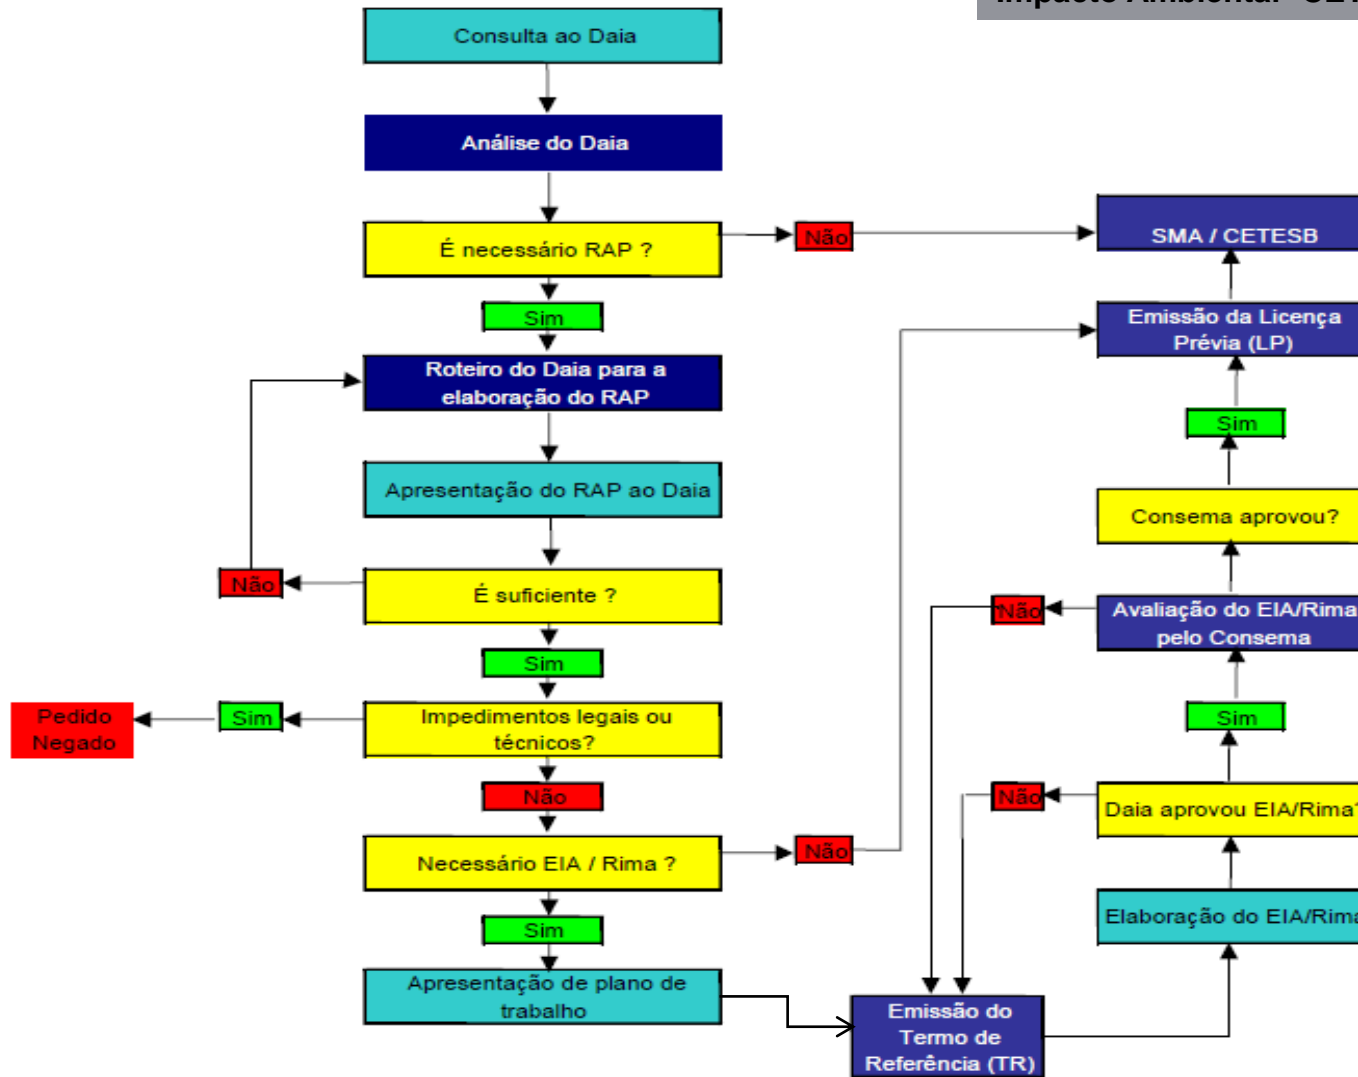 Impacto Ambiental
Consulta ao Daia
Análise do Daia
É necessário RAP ?
Não
SMA / CETESB
Sim
Emissão da Licença
Prévia (LP)
Roteiro do Daia para a
elaboração do RAP
Sim
Apresentação do RAP ao Daia
Consema aprovou?
Não
É suficiente ?
Não
Avaliação do EIA/Rima
pelo Consema
Sim
Pedido
Negado
Sim
Impedimentos legais ou
técnicos?
Sim
Não
Não
Daia aprovou EIA/Rima?
Necessário EIA / Rima ?
Não
Sim
Elaboração do EIA/Rima
Apresentação de plano de
trabalho
Emissão do
Termo de
Referência (TR)